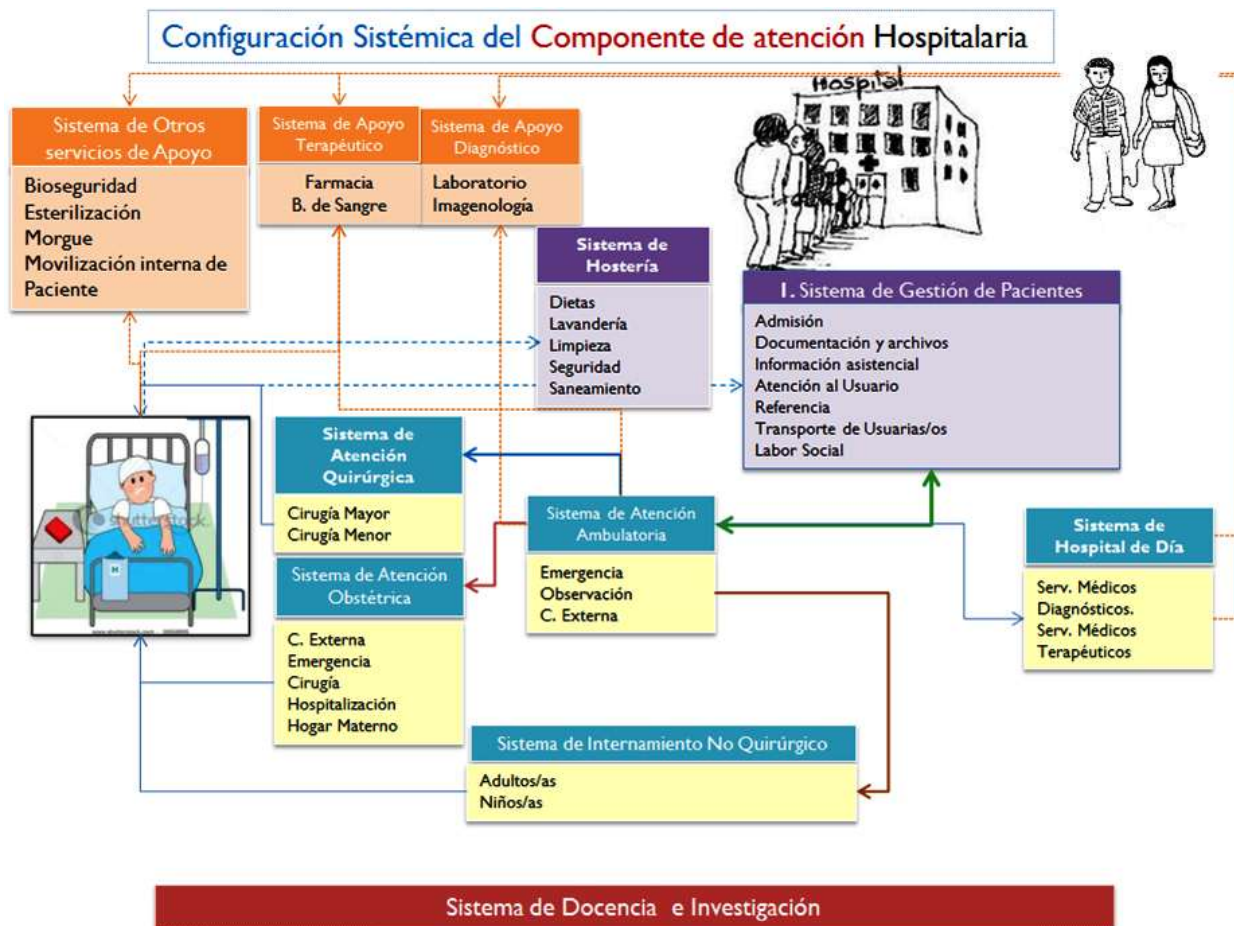 Configuración Sistémica del Componente de atención Hospitalaria
Hospital
Sistema de Otros
servicios de Apoyo
Bioseguridad
Esterilización
Morgue
Movilización interna de
Paciente
Sistema de Apoyo
Terapéutico
Farmacia
B. de Sangre
Sistema de Apoyo
Diagnóstico
Laboratorio
Imagenología
Sistema de
Hostería
Dietas
Lavandería
Limpieza
Seguridad
Saneamiento
1. Sistema de Gestión de Pacientes
Admisión
Documentación y archivos
Información asistencial
Atención al Usuario
Referencia
Transporte de Usuarias/os
Labor Social
H
Sistema de
Atención
Quirúrgica
Cirugía Mayor
Cirugía Menor
Sistema de Atención
Obstétrica
C. Externa
Emergencia
Cirugía
Hospitalización
Hogar Materno
Sistema de Atención
Ambulatoria
Emergencia
Observación
C. Externa
Sistema de
Hospital de Día
Serv. Médicos
Diagnósticos.
Serv. Médicos
Terapéuticos
Sistema de Internamiento No Quirúrgico
Adultos/as
Niños/as
Sistema de Docencia e Investigación